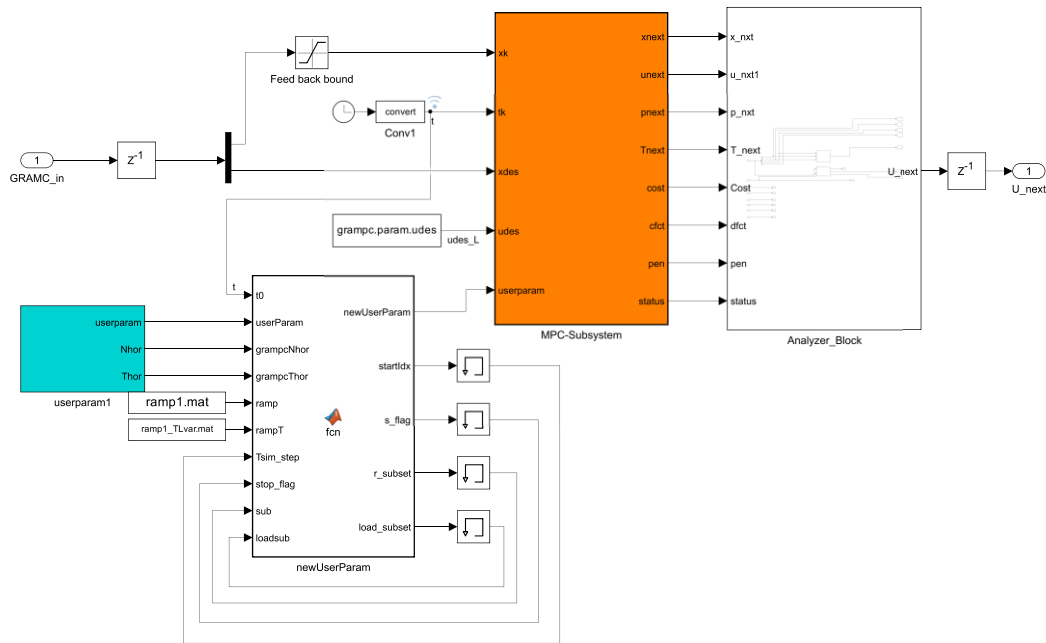 xk
tk
xdes
udes
userparam
xnext
unext
pnext
Tnext
cost
cfct
pen
status
MPC-Subsystem
x_nxt
u_nxt1
p_nxt
T_next
Cost
dfct
pen
status
U_next
Analyzer_Block
Feed back bound
convert
Conv1
t
1
GRAMC_in
z-1
z-1
1
U_next
grampc.param.udes
udes_L
t
t0
userParam
grampcNhor
grampcThor
ramp
rampT
Tsim_step
stop_flag
sub
loadsub
newUserParam
startIdx
s_flag
r_subset
load_subset
fcn
newUserParam
userparam
Nhor
Thor
userparam1
ramp1.mat
ramp1_TLvar.mat